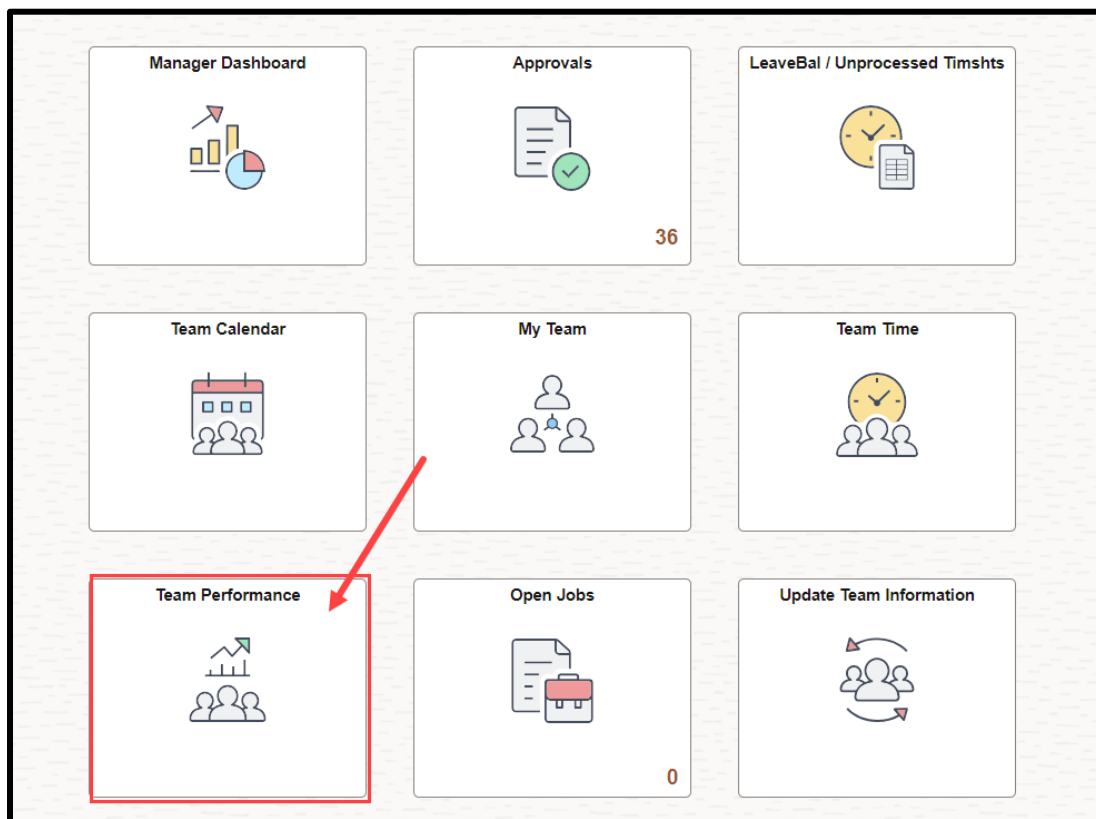 Manager Dashboard
Approvals
LeaveBal / Unprocessed Timshts
36
Team Calendar
My Team
Team Time
Team Performance
Open Jobs
Update Team Information
0